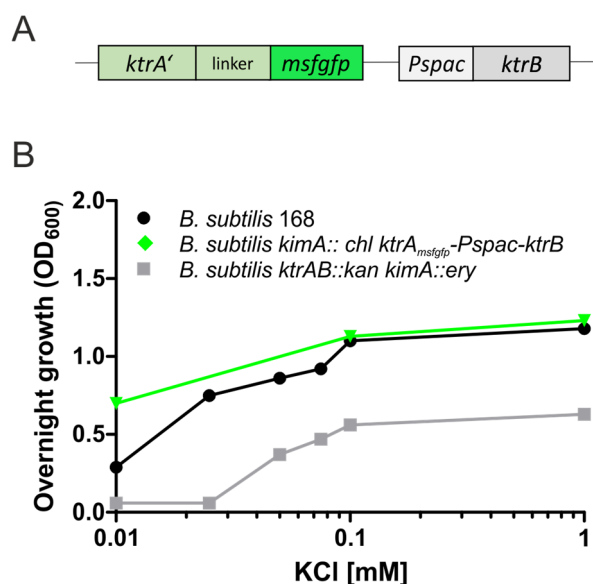 A
ktrA‘ linker msfgfp Pspac ktrB
B
B. subtilis 168
B. subtilis kimA:: chl ktrAmsfgfp-Pspac-ktrB
B. subtilis ktrAB::kan kimA::ery
Overnight growth (OD600)
2.0
1.5
1.0
0.5
0.0
0.01 0.1 1
KCl [mM]